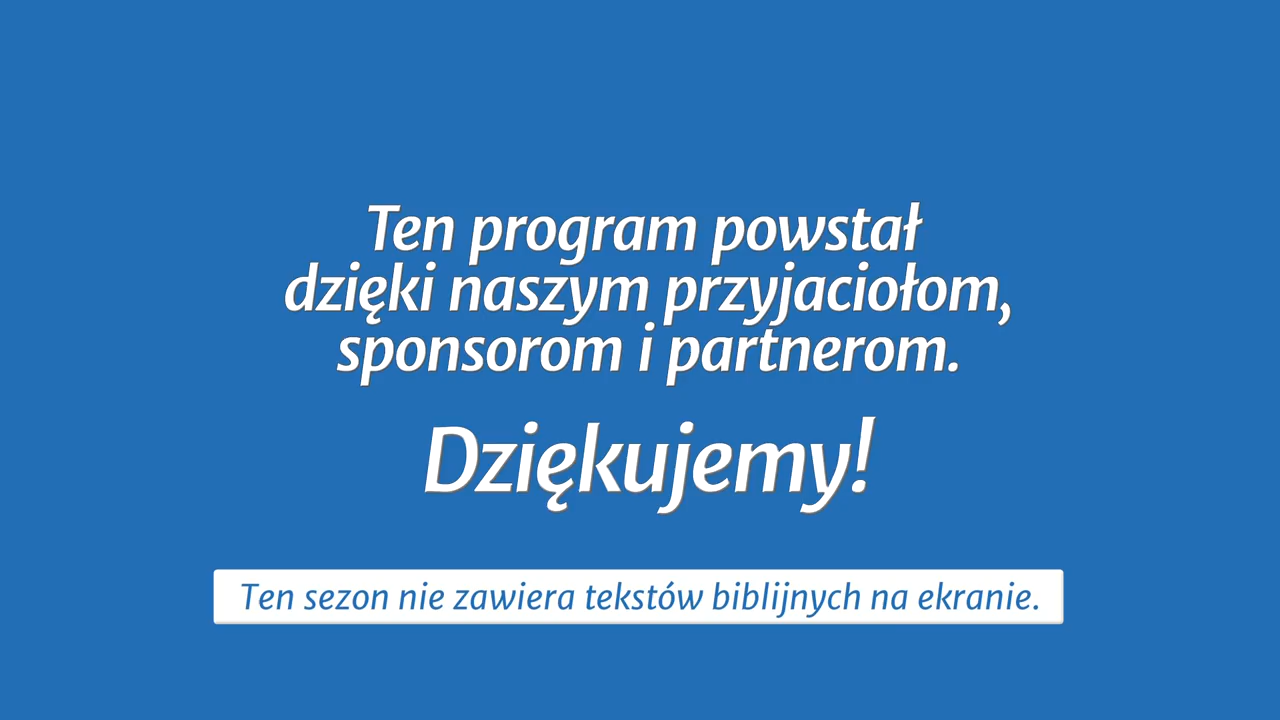 Ten program powstał
dzięki naszym przyjaciołom,
sponsorom i partnerom.
Dziękujemy!
Ten sezon nie zawiera tekstów biblijnych na ekranie.